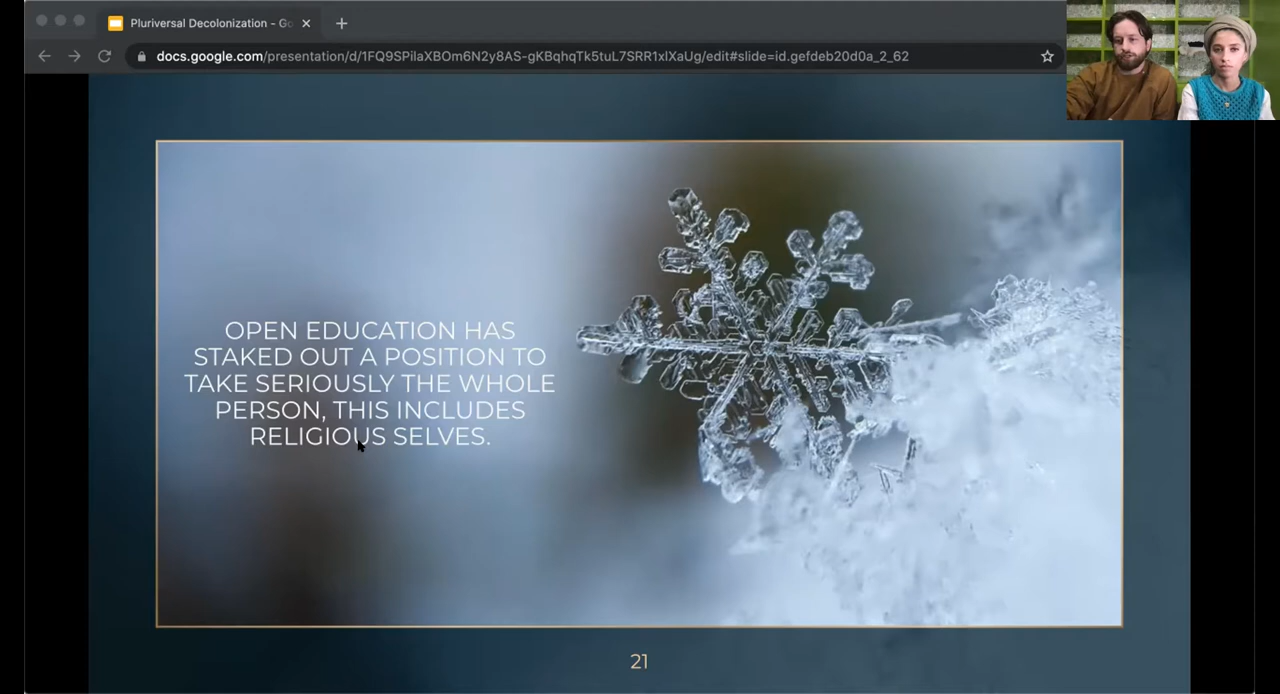 Pluriversal Decolonization - Go
docs.google.com/presentation/d/1FQ9SPilaXBOm6N2y8AS-gKBqhqTk5tuL7SRR1xlXaUg/edit#slide=id.gefdeb20d0a_2_62
OPEN EDUCATION HAS
STAKED OUT A POSITION TO
TAKE SERIOUSLY THE WHOLE
PERSON, THIS INCLUDES
RELIGIOUS SELVES.
21